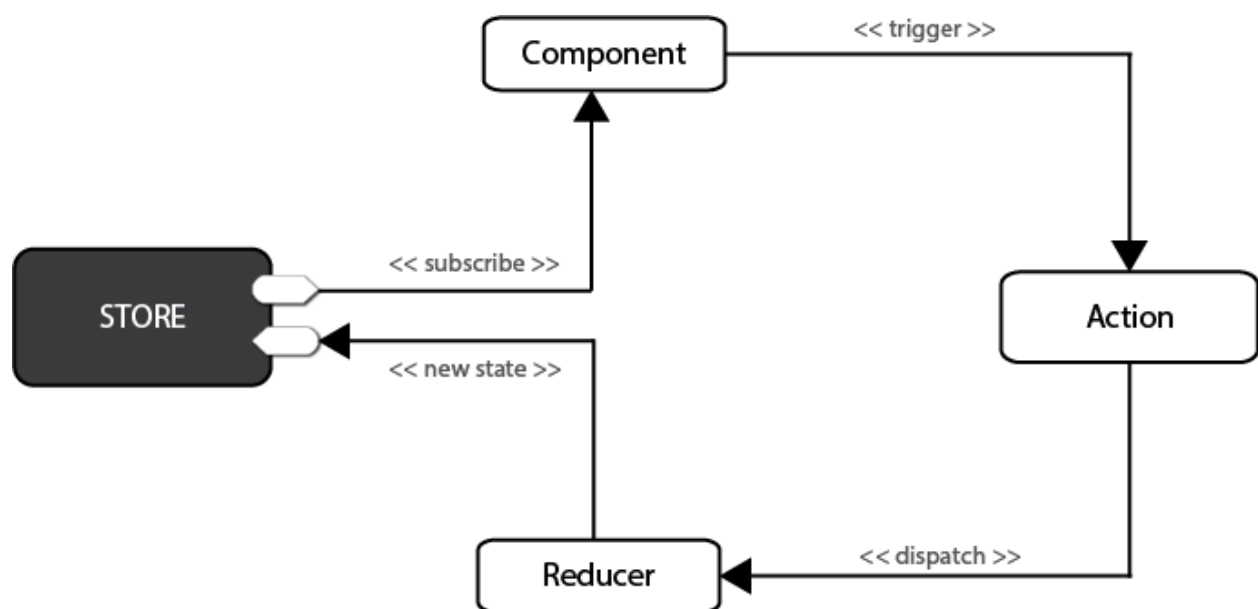 Component
<< trigger >>
<< subscribe >>
STORE
Action
<< new state >>
Reducer
<< dispatch >>